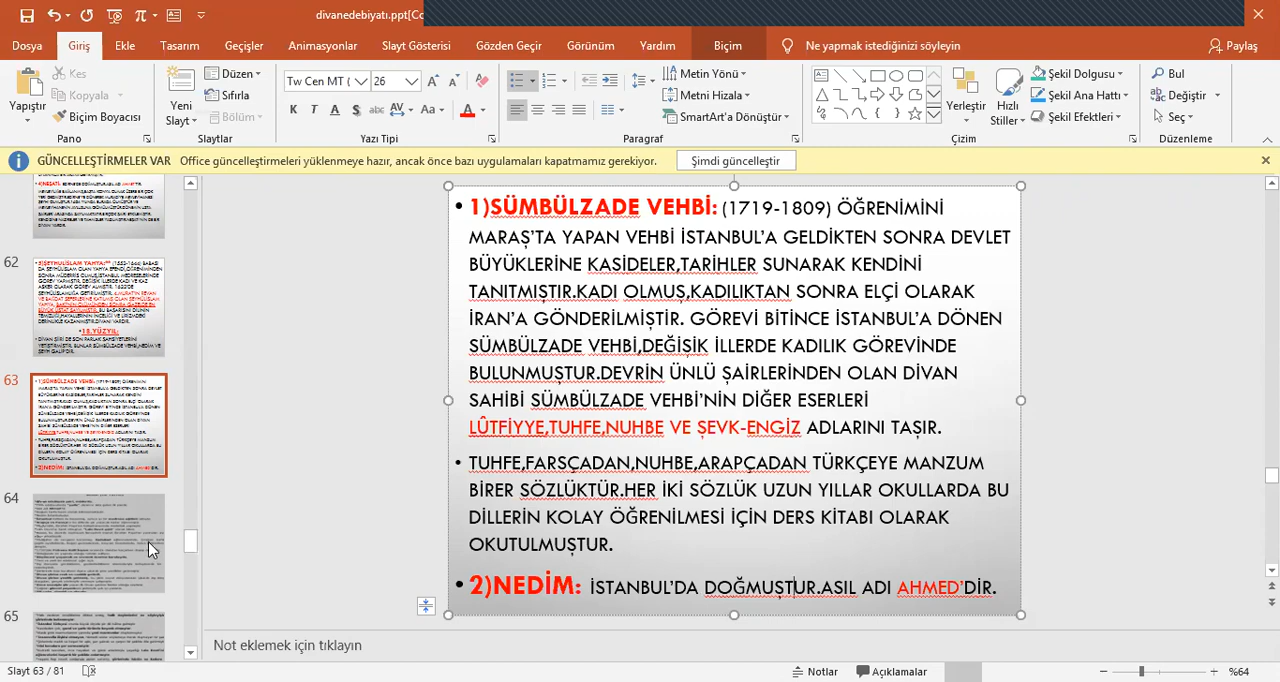 divanedebiyatı.ppt[Co
Dosya Giriş Ekle Tasarım Geçişler Animasyonlar Slayt Gösterisi Gözden Geçir Görünüm Yardım Biçim Ne yapmak istediğinizi söyleyin Paylaş
Yapıştır
Kes
Kopyala
Biçim Boyacısı
Pano
Yeni Slayt
Düzen
Sıfırla
Bölüm
Slaytlar
Tw Cen MT ( 26
K T A S abc AV Aa A
Yazı Tipi
Metin Yönü
Metni Hizala
SmartArt'a Dönüştür
Paragraf
Yerleştir
Hızlı Stiller
Şekil Dolgusu
Şekil Ana Hattı
Şekil Efektleri
Çizim
Bul
Değiştir
Seç
Düzenleme
GÜNCELLEŞTİRMELER VAR Office güncelleştirmeleri yüklenmeye hazır, ancak önce bazı uygulamaları kapatmamız gerekiyor. Şimdi güncelleştir
62
63
64
65
• 1)SÜMBÜLZADE VEHBİ: (1719-1809) ÖĞRENİMİNİ
MARAŞ'TA YAPAN VEHBİ İSTANBUL'A GELDİKTEN SONRA DEVLET
BÜYÜKLERİNE KASİDELER,TARİHLER SUNARAK KENDİNİ
TANITMIŞTIR.KADI OLMUŞ,KADILIKTAN SONRA ELÇİ OLARAK
İRAN'A GÖNDERİLMİŞTİR. GÖREVİ BİTİNCE İSTANBUL'A DÖNEN
SÜMBÜLZADE VEHBİ,DEĞİŞİK İLLERDE KADILIK GÖREVİNDE
BULUNMUŞTUR.DEVRİN ÜNLÜ ŞAİRLERİNDEN OLAN DİVAN
SAHİBİ SÜMBÜLZADE VEHBİ'NİN DİĞER ESERLERİ
LÛTFİYYE,TUHFE,NUHBE VE ŞEVK-ENGİZ ADLARINI TAŞIR.
• TUHFE,FARSÇADAN,NUHBE,ARAPÇADAN TÜRKÇEYE MANZUM
BİRER SÖZLÜKTÜR.HER İKİ SÖZLÜK UZUN YILLAR OKULLARDA BU
DİLLERİN KOLAY ÖĞRENİLMESİ İÇİN DERS KİTABI OLARAK
OKUTULMUŞTUR.
• 2)NEDİM: İSTANBUL'DA DOĞMUŞTUR.ASIL ADI AHMED'DİR.
Not eklemek için tıklayın
Slayt 63 / 81 Notlar Açıklamalar %64